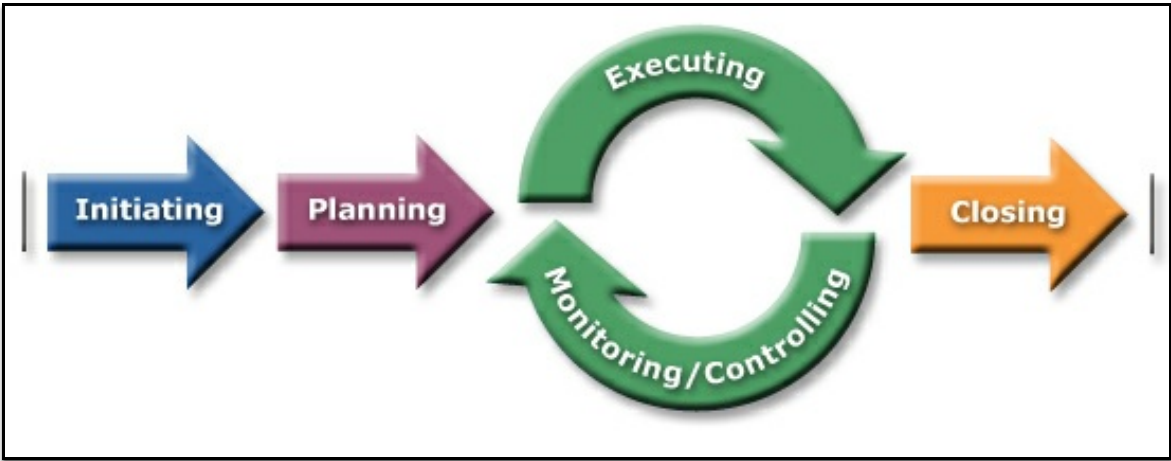 Initiating
Planning
Executing
Monitoring/Controlling
Closing